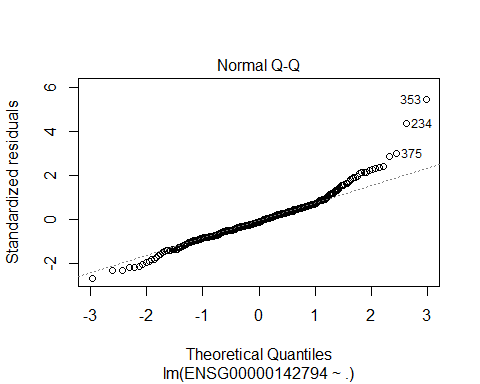 Normal Q-Q
Standardized residuals
6
4
2
0
-2
353
234
375
-3 -2 -1 0 1 2 3
Theoretical Quantiles
lm(ENSG00000142794 ~ .)